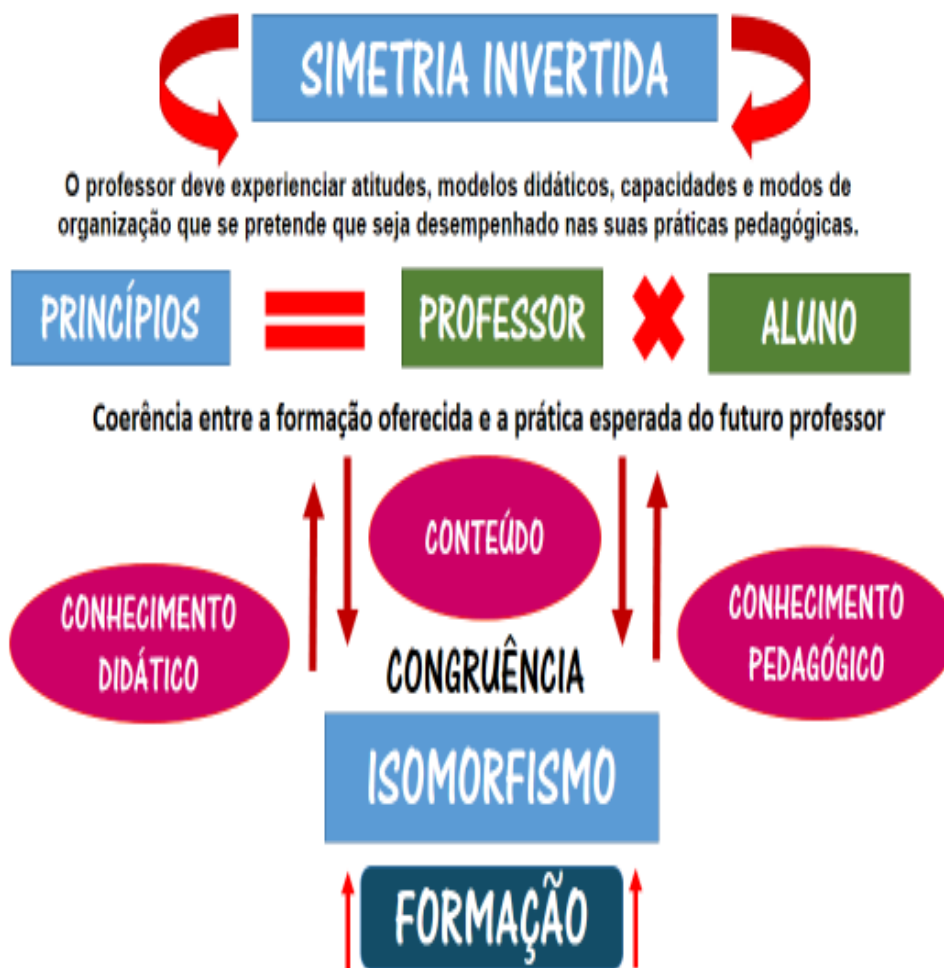 SIMETRIA INVERTIDA
O professor deve experienciar atitudes, modelos didáticos, capacidades e modos de
organização que se pretende que seja desempenhado nas suas práticas pedagógicas.
PRINCÍPIOS = PROFESSOR × ALUNO
Coerência entre a formação oferecida e a prática esperada do futuro professor
CONTEÚDO
CONHECIMENTO
DIDÁTICO
CONHECIMENTO
PEDAGÓGICO
CONGRUÊNCIA
ISOMORFISMO
FORMAÇÃO